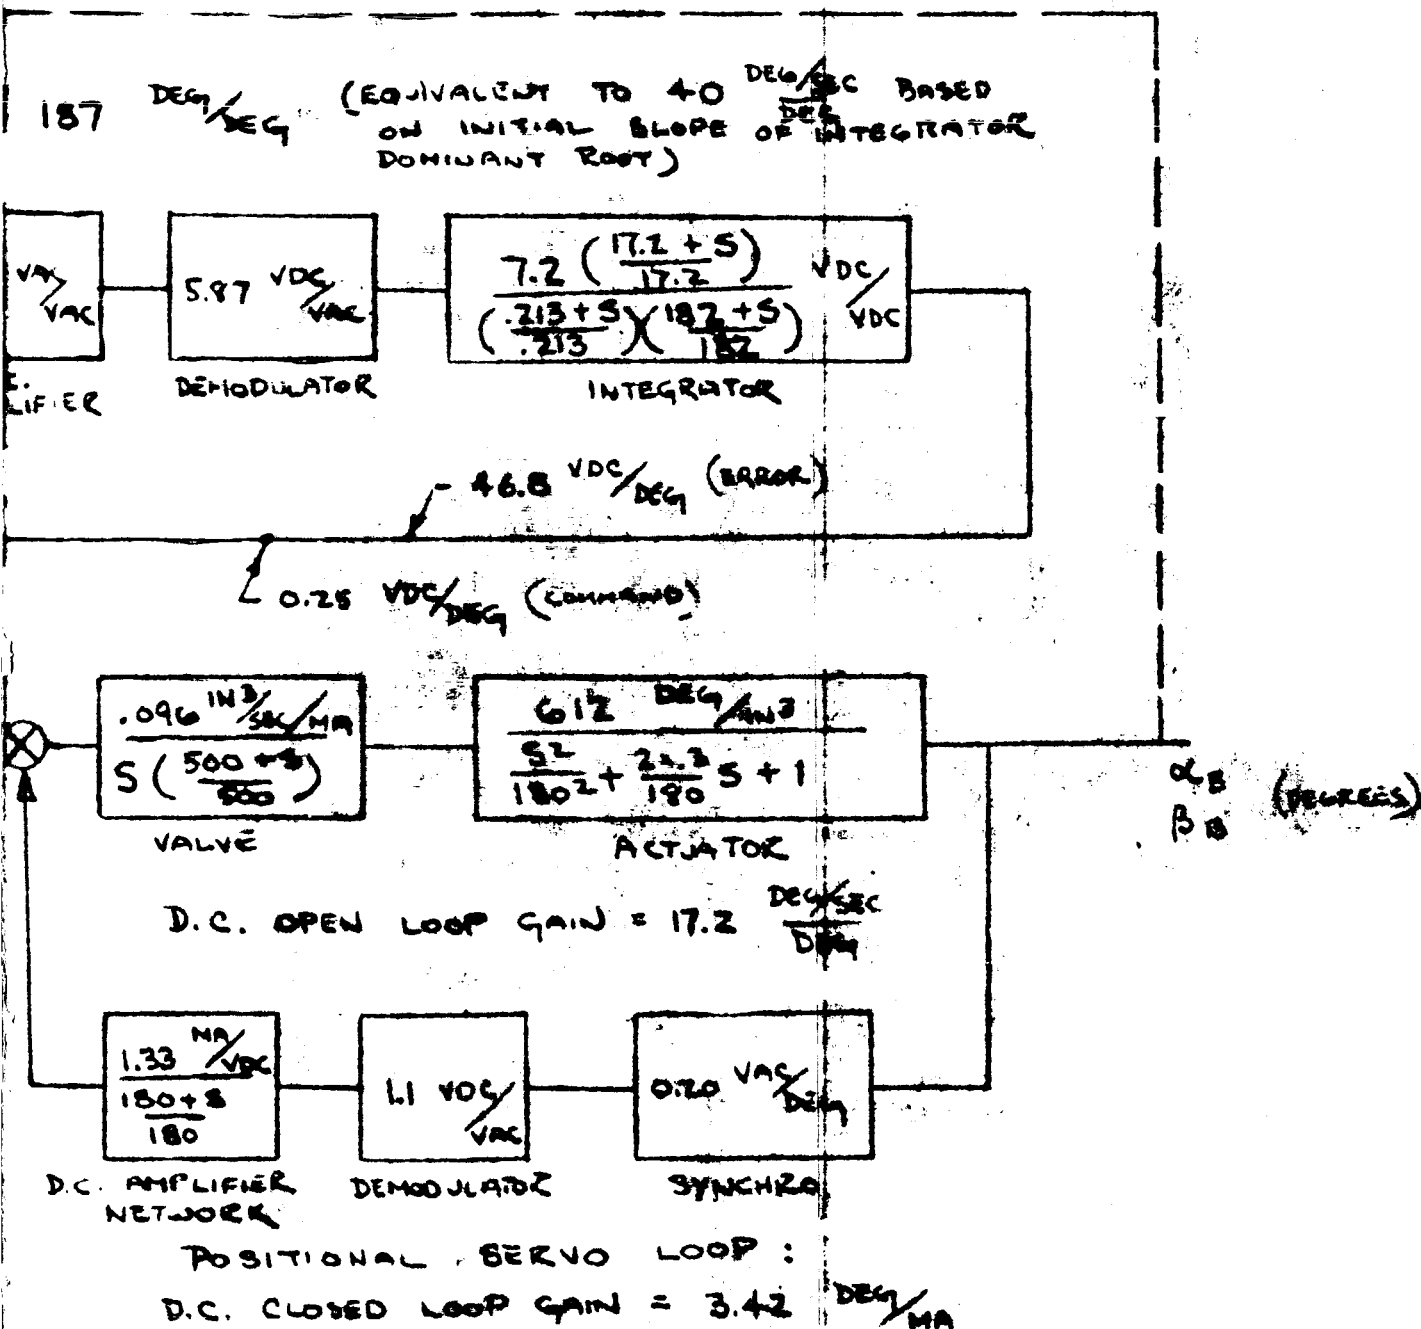 187 DEG/DEG (EQUIVALENT TO 40 DEG/SEC/DEG BASED
ON INITIAL SLOPE OF INTEGRATOR
DOMINANT ROOT)
VAC/VAC
5.87 VDC/VAC
7.2 ((17.2 + S)/17.2) / ((.213 + S)/.213)((182 + S)/182) VDC/VDC
E.
LIFIER
DEMODULATOR
INTEGRATOR
46.8 VDC/DEG (ERROR)
0.25 VDC/DEG (COMMAND)
.096 IN3/SEC/MA / S((500 + S)/500)
612 DEG/IN3 / S2/1802 + /180 S + 1
VALVE
ACTUATOR
αB
βB
(DEGREES)
D.C. OPEN LOOP GAIN = 17.2 DEG/SEC/DEG
1.33 MA/VDC / (180 + S)/180
1.1 VDC/VAC
0.20 VAC/DEG
D.C. AMPLIFIER
NETWORK
DEMODULATOR
SYNCHRO
POSITIONAL SERVO LOOP :
D.C. CLOSED LOOP GAIN = 3.42 DEG/MA